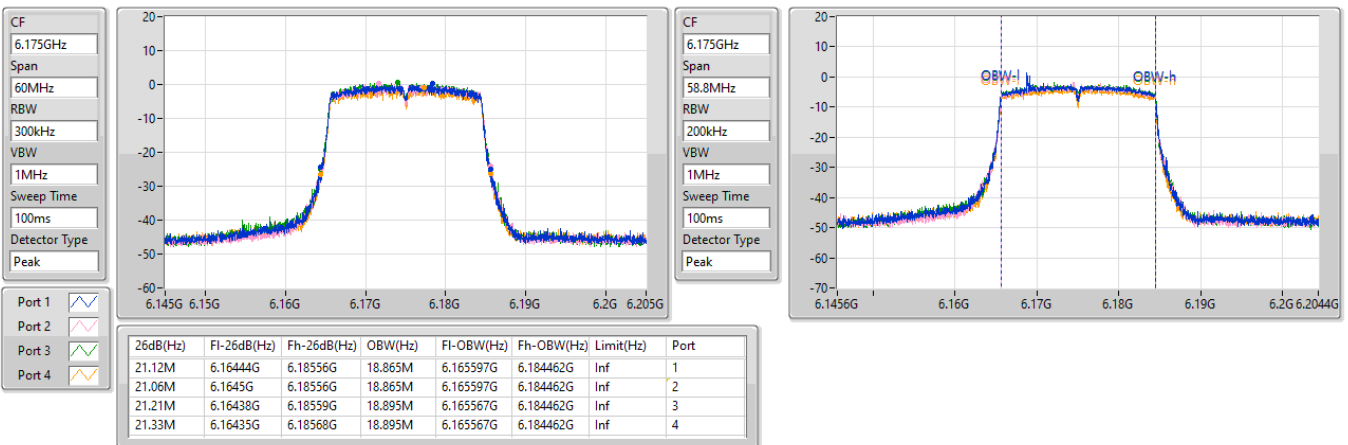 CF
6.175GHz
Span
60MHz
RBW
300kHz
VBW
1MHz
Sweep Time
100ms
Detector Type
Peak
20
10
0
-10
-20
-30
-40
-50
-60
6.145G 6.15G 6.16G 6.17G 6.18G 6.19G 6.2G 6.205G
CF
6.175GHz
Span
58.8MHz
RBW
200kHz
VBW
1MHz
Sweep Time
100ms
Detector Type
Peak
20
10
0
-10
-20
-30
-40
-50
-60
-70
OBW-l OBW-h
6.1456G 6.16G 6.17G 6.18G 6.19G 6.2G 6.2044G
Port 1
Port 2
Port 3
Port 4
26dB(Hz) Fl-26dB(Hz) Fh-26dB(Hz) OBW(Hz) Fl-OBW(Hz) Fh-OBW(Hz) Limit(Hz) Port
21.12M 6.16444G 6.18556G 18.865M 6.165597G 6.184462G Inf 1
21.06M 6.1645G 6.18556G 18.865M 6.165597G 6.184462G Inf 2
21.21M 6.16438G 6.18559G 18.895M 6.165567G 6.184462G Inf 3
21.33M 6.16435G 6.18568G 18.895M 6.165567G 6.184462G Inf 4